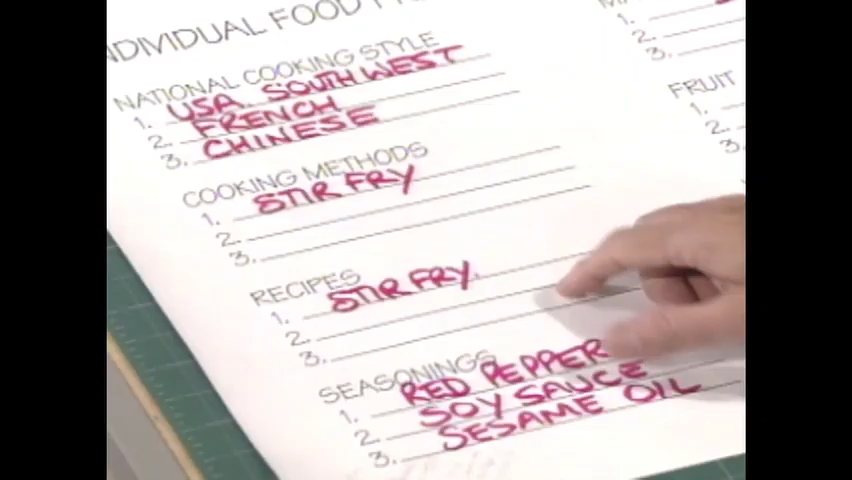 INDIVIDUAL FOOD
NATIONAL COOKING STYLE
1. USA SOUTHWEST
2. FRENCH
3. CHINESE
COOKING METHODS
1. STIR FRY
2.
3.
RECIPES
1. STIR FRY
2.
3.
SEASONINGS
1. RED PEPPER
2. SOY SAUCE
3. SESAME OIL
1.
2.
3.
FRUIT
1.
2.
3.